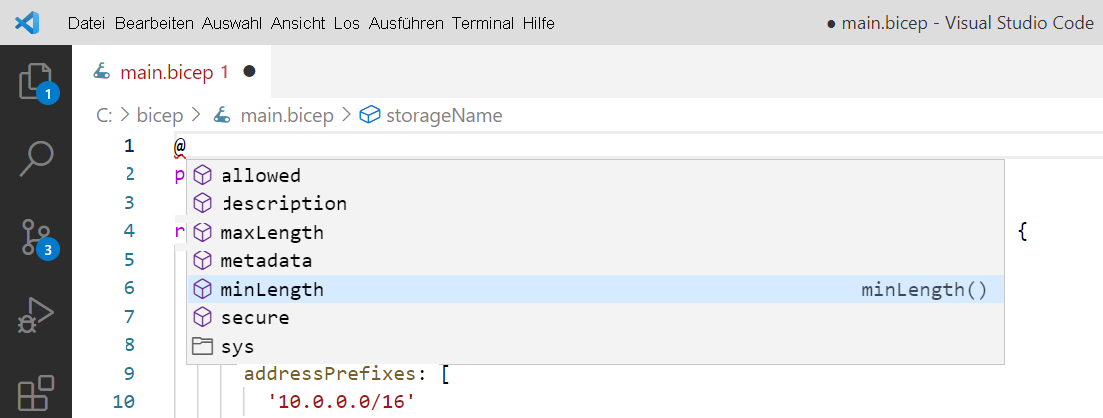 Datei Bearbeiten Auswahl Ansicht Los Ausführen Terminal Hilfe ● main.bicep - Visual Studio Code
main.bicep 1 ●
1
C: > bicep > main.bicep > storageName
1 @
2 p allowed
3 description
4 r maxLength {
5 metadata
6 minLength minLength()
7 secure
8 sys
9 addressPrefixes: [
10 '10.0.0.0/16'
3